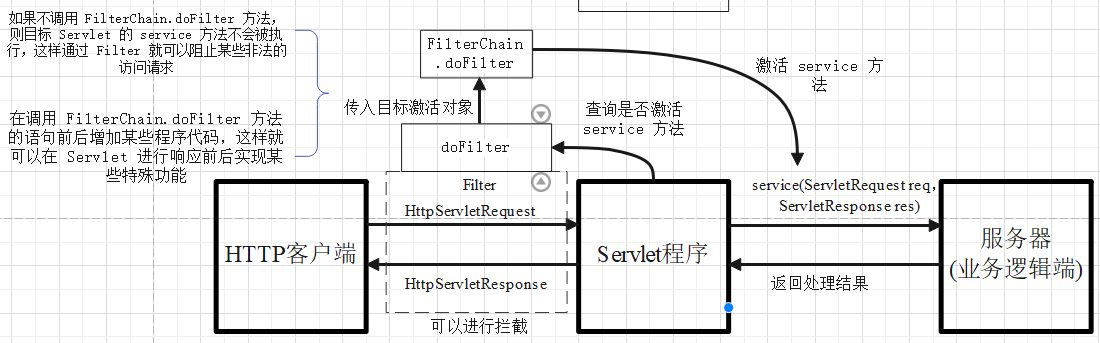 如果不调用 FilterChain.doFilter 方法，
则目标 Servlet 的 service 方法不会被执
行，这样通过 Filter 就可以阻止某些非法的
访问请求
在调用 FilterChain.doFilter 方法
的语句前后增加某些程序代码，这样就
可以在 Servlet 进行响应前后实现某
些特殊功能
FilterChain
.doFilter
激活 service 方
法
传入目标激活对象
查询是否激活
service 方法
doFilter
Filter
HttpServletRequest
HTTP客户端
HttpServletResponse
可以进行拦截
Servlet程序
service(ServletRequest req,
ServletResponse res)
返回处理结果
服务器
(业务逻辑端)